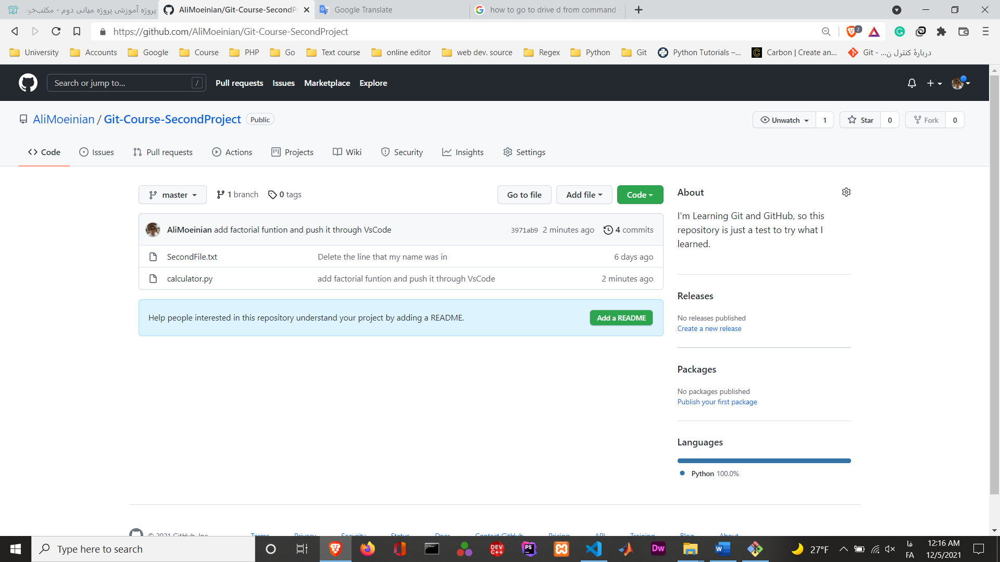 پروژه آموزشی پروژه میانی دوم - مکتب‌خونه
AliMoeinian/Git-Course-SecondP
Google Translate
how to go to drive d from command -
https://github.com/AliMoeinian/Git-Course-SecondProject
2
University Accounts Google Course PHP Go Text course online editor web dev. source Regex Python Git Python Tutorials –... Carbon | Create an... Git - ...دربارهٔ کنترل ن
Search or jump to... /
Pull requests Issues Marketplace Explore
AliMoeinian / Git-Course-SecondProject Public
Unwatch 1 Star 0 Fork 0
Code Issues Pull requests Actions Projects Wiki Security Insights Settings
master 1 branch 0 tags
Go to file Add file Code
AliMoeinian add factorial funtion and push it through VsCode 3971ab9 2 minutes ago 4 commits
SecondFile.txt Delete the line that my name was in 6 days ago
calculator.py add factorial funtion and push it through VsCode 2 minutes ago
Help people interested in this repository understand your project by adding a README. Add a README
About
I'm Learning Git and GitHub, so this
repository is just a test to try what I
learned.
Releases
No releases published
Create a new release
Packages
No packages published
Publish your first package
Languages
Python 100.0%
© 2021 GitHub, Inc. Terms Privacy Security Status Docs Contact GitHub Pricing API Training Blog About
Type here to search
DEV C++
PS
Dw
27°F
فا
FA
12:16 AM
12/5/2021